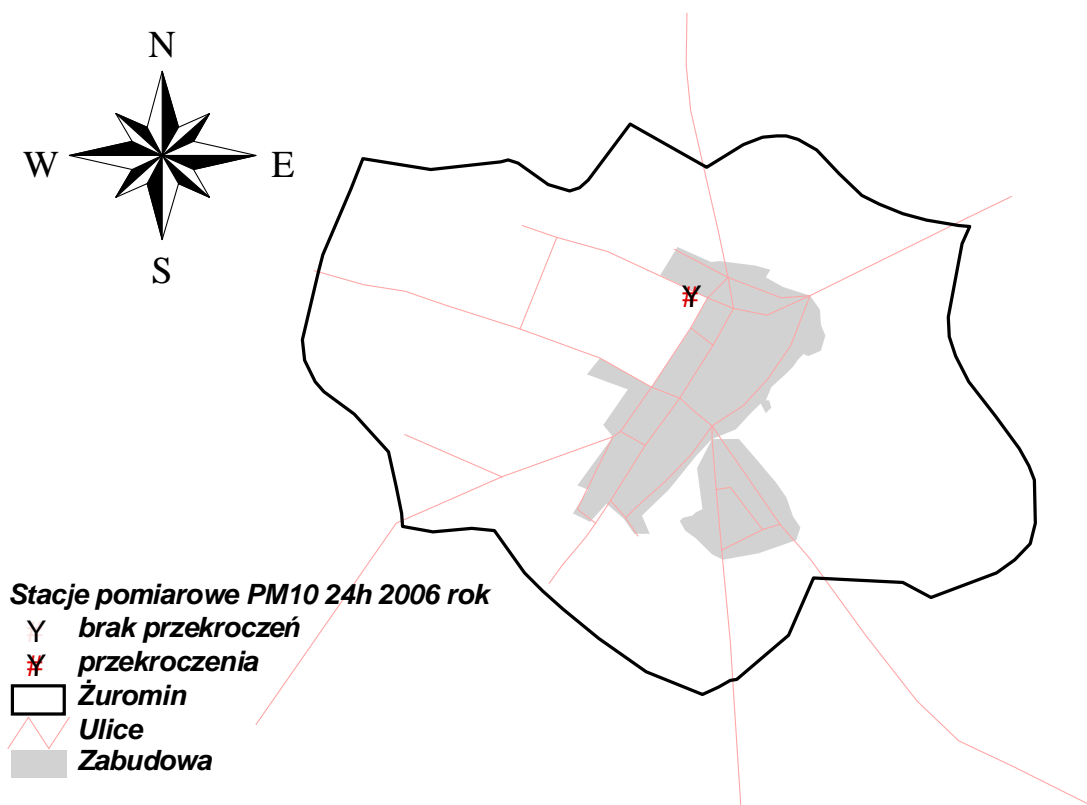 N
W
E
S
Stacje pomiarowe PM10 24h 2006 rok
brak przekroczeń
przekroczenia
Żuromin
Ulice
Zabudowa